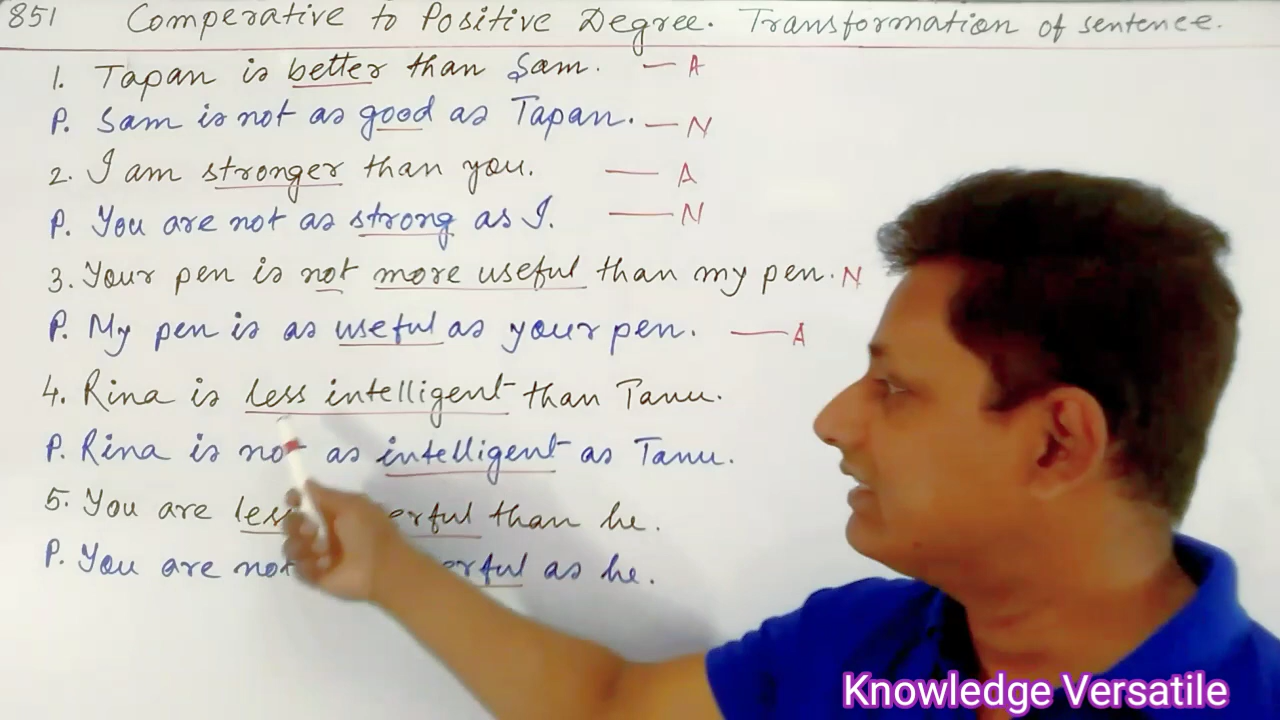 851 Comperative to Positive Degree. Transformation of sentence.
1. Tapan is better than Sam. — A
P. Sam is not as good as Tapan. — N
2. I am stronger than you. — A
P. You are not as strong as I. — N
3. Your pen is not more useful than my pen. N
P. My pen is as useful as your pen. — A
4. Rina is less intelligent than Tanu.
P. Rina is not as intelligent as Tanu.
5. You are less than he.
P. You are not as he.
Knowledge Versatile